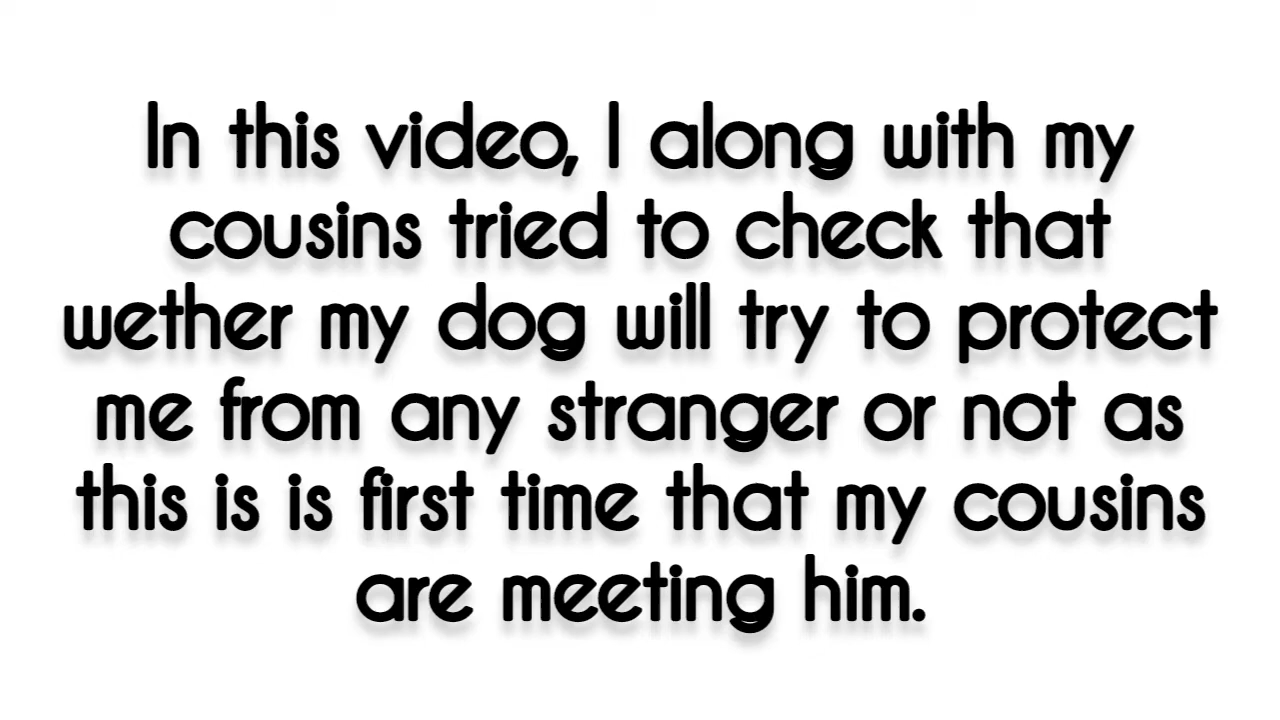 In this video, I along with my
cousins tried to check that
wether my dog will try to protect
me from any stranger or not as
this is is first time that my cousins
are meeting him.